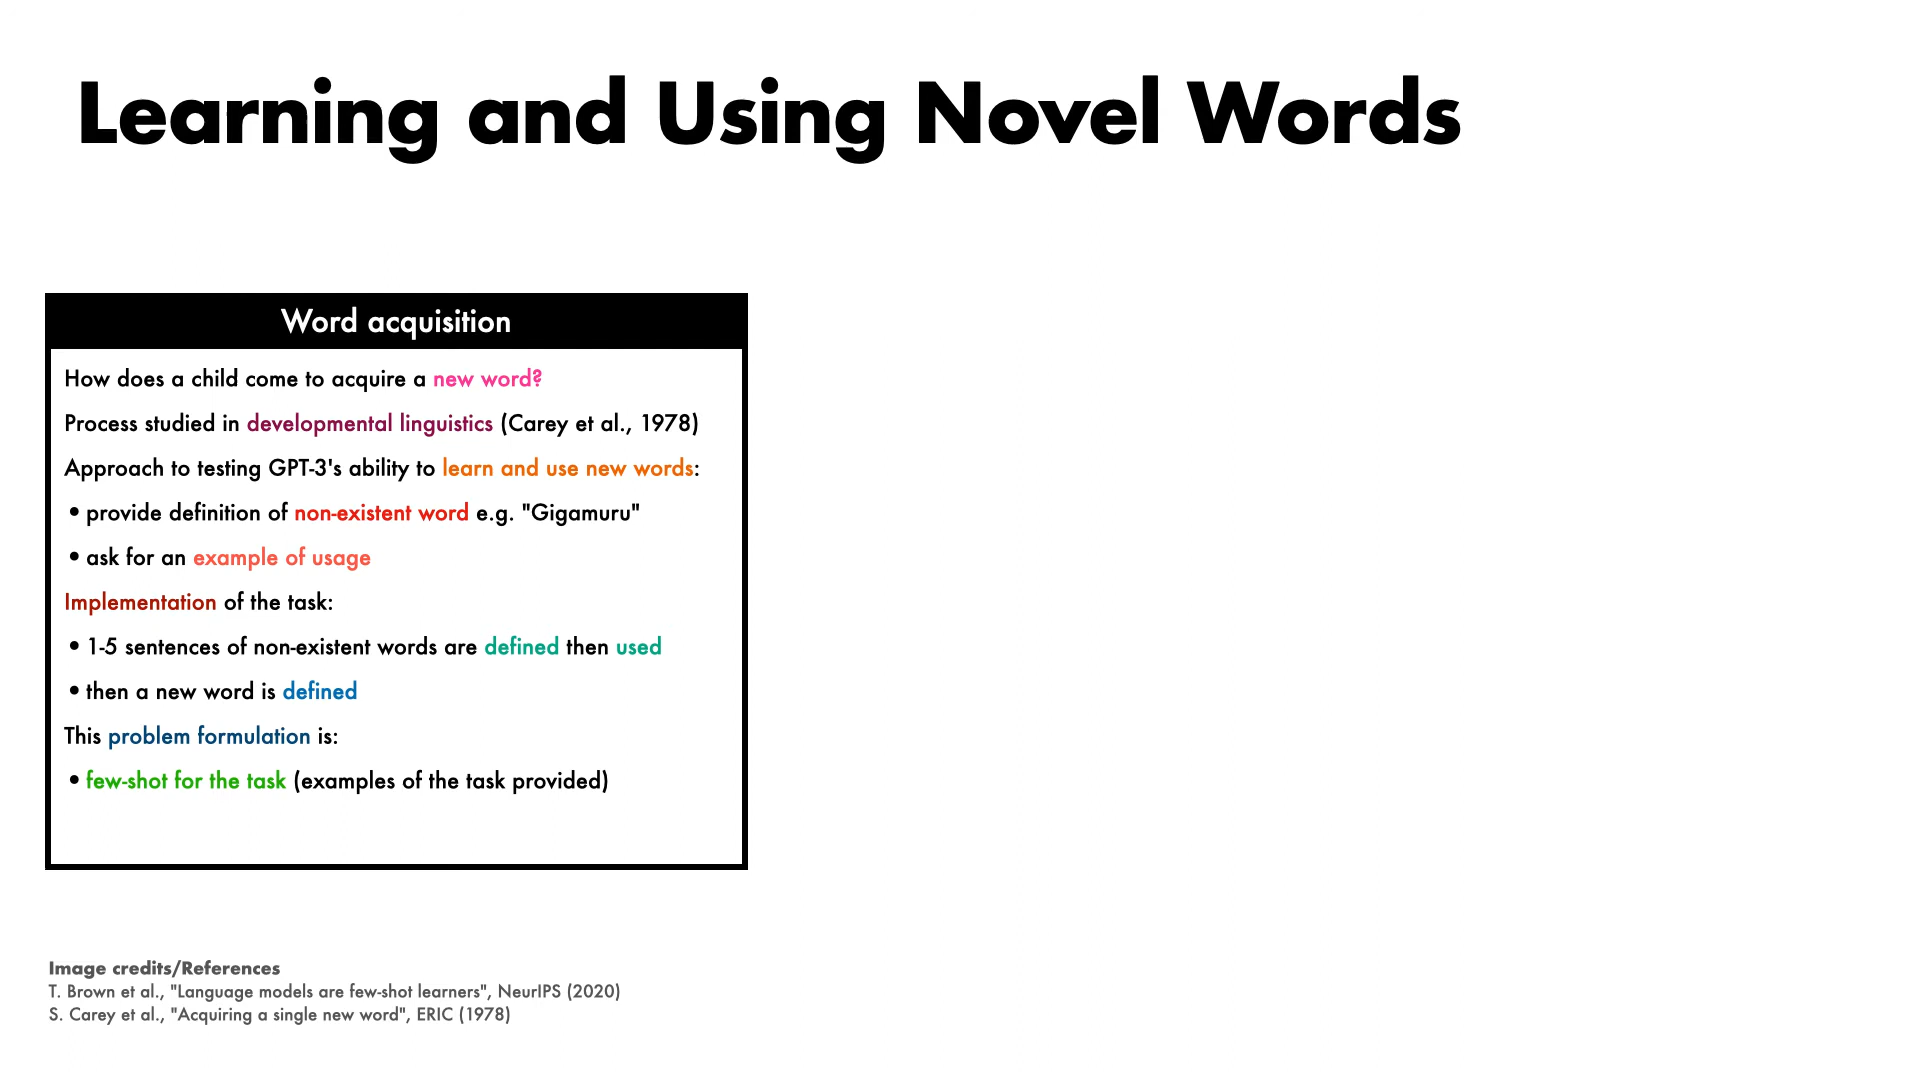 Learning and Using Novel Words
Word acquisition
How does a child come to acquire a new word?
Process studied in developmental linguistics (Carey et al., 1978)
Approach to testing GPT-3's ability to learn and use new words:
• provide definition of non-existent word e.g. "Gigamuru"
• ask for an example of usage
Implementation of the task:
• 1-5 sentences of non-existent words are defined then used
• then a new word is defined
This problem formulation is:
• few-shot for the task (examples of the task provided)
Image credits/References
T. Brown et al., "Language models are few-shot learners", NeurIPS (2020)
S. Carey et al., "Acquiring a single new word", ERIC (1978)